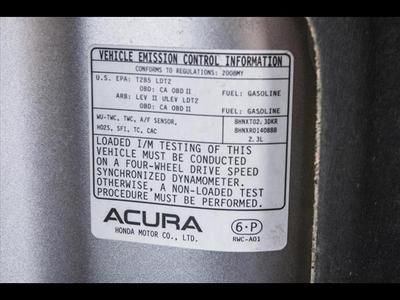 VEHICLE EMISSION CONTROL INFORMATION
CONFORMS TO REGULATIONS: 2008MY
U.S. EPA: T2B5 LDT2
OBD: CA OBD II FUEL: GASOLINE
ARB: LEV II ULEV LDT2
OBD: CA OBD II FUEL: GASOLINE
WU-TWC, TWC, A/F SENSOR, 8HNXT02.3DKR
HO2S, SFI, TC, CAC 8HNXR0140BBB
2.3L
LOADED I/M TESTING OF THIS
VEHICLE MUST BE CONDUCTED
ON A FOUR-WHEEL DRIVE SPEED
SYNCHRONIZED DYNAMOMETER.
OTHERWISE, A NON-LOADED TEST
PROCEDURE MUST BE PERFORMED.
ACURA 6-P
HONDA MOTOR CO., LTD. RWC-A01